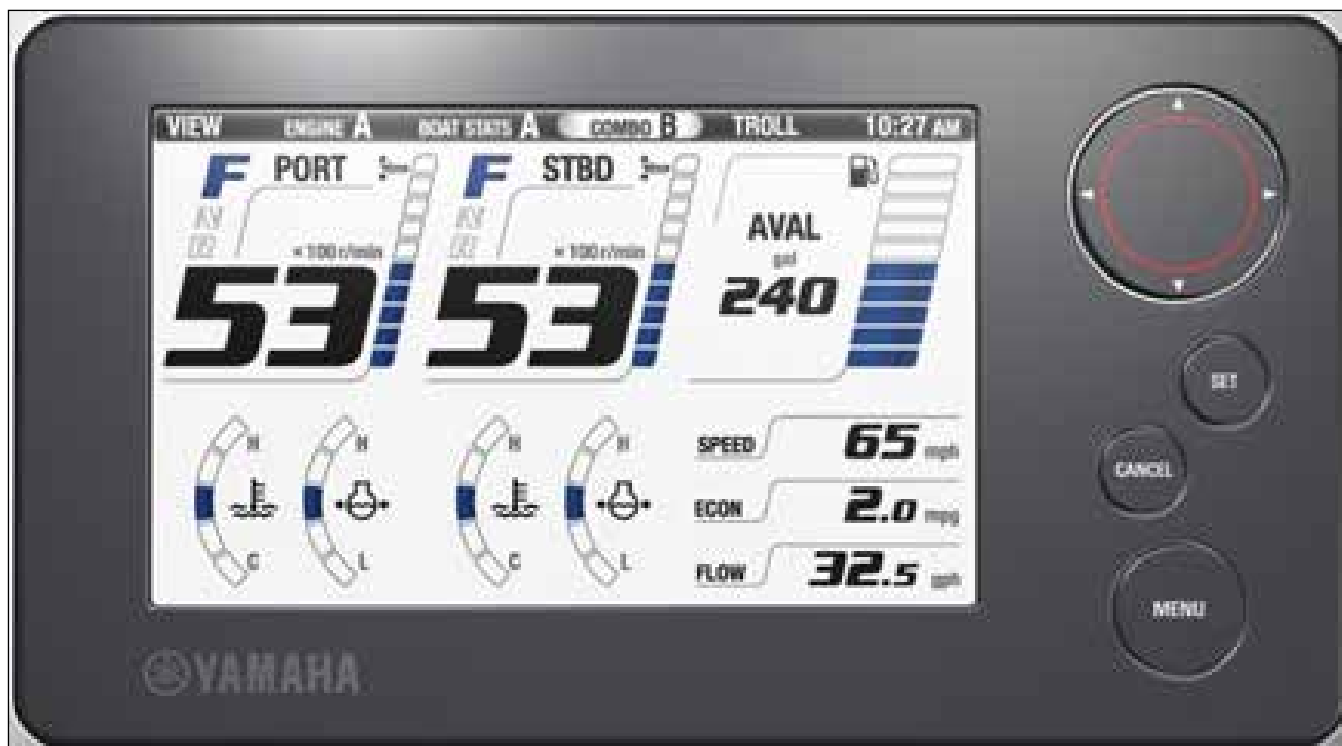 VIEW ENGINE A BOAT STATS A COMBO B TROLL 10:27 AM
F PORT F STBD
N N
R R
×100 r/min ×100 r/min
53 53
AVAL
gal
240
H H H H
C L C L
SPEED 65 mph
ECON 2.0 mpg
FLOW 32.5 gph
SET
CANCEL
MENU
YAMAHA